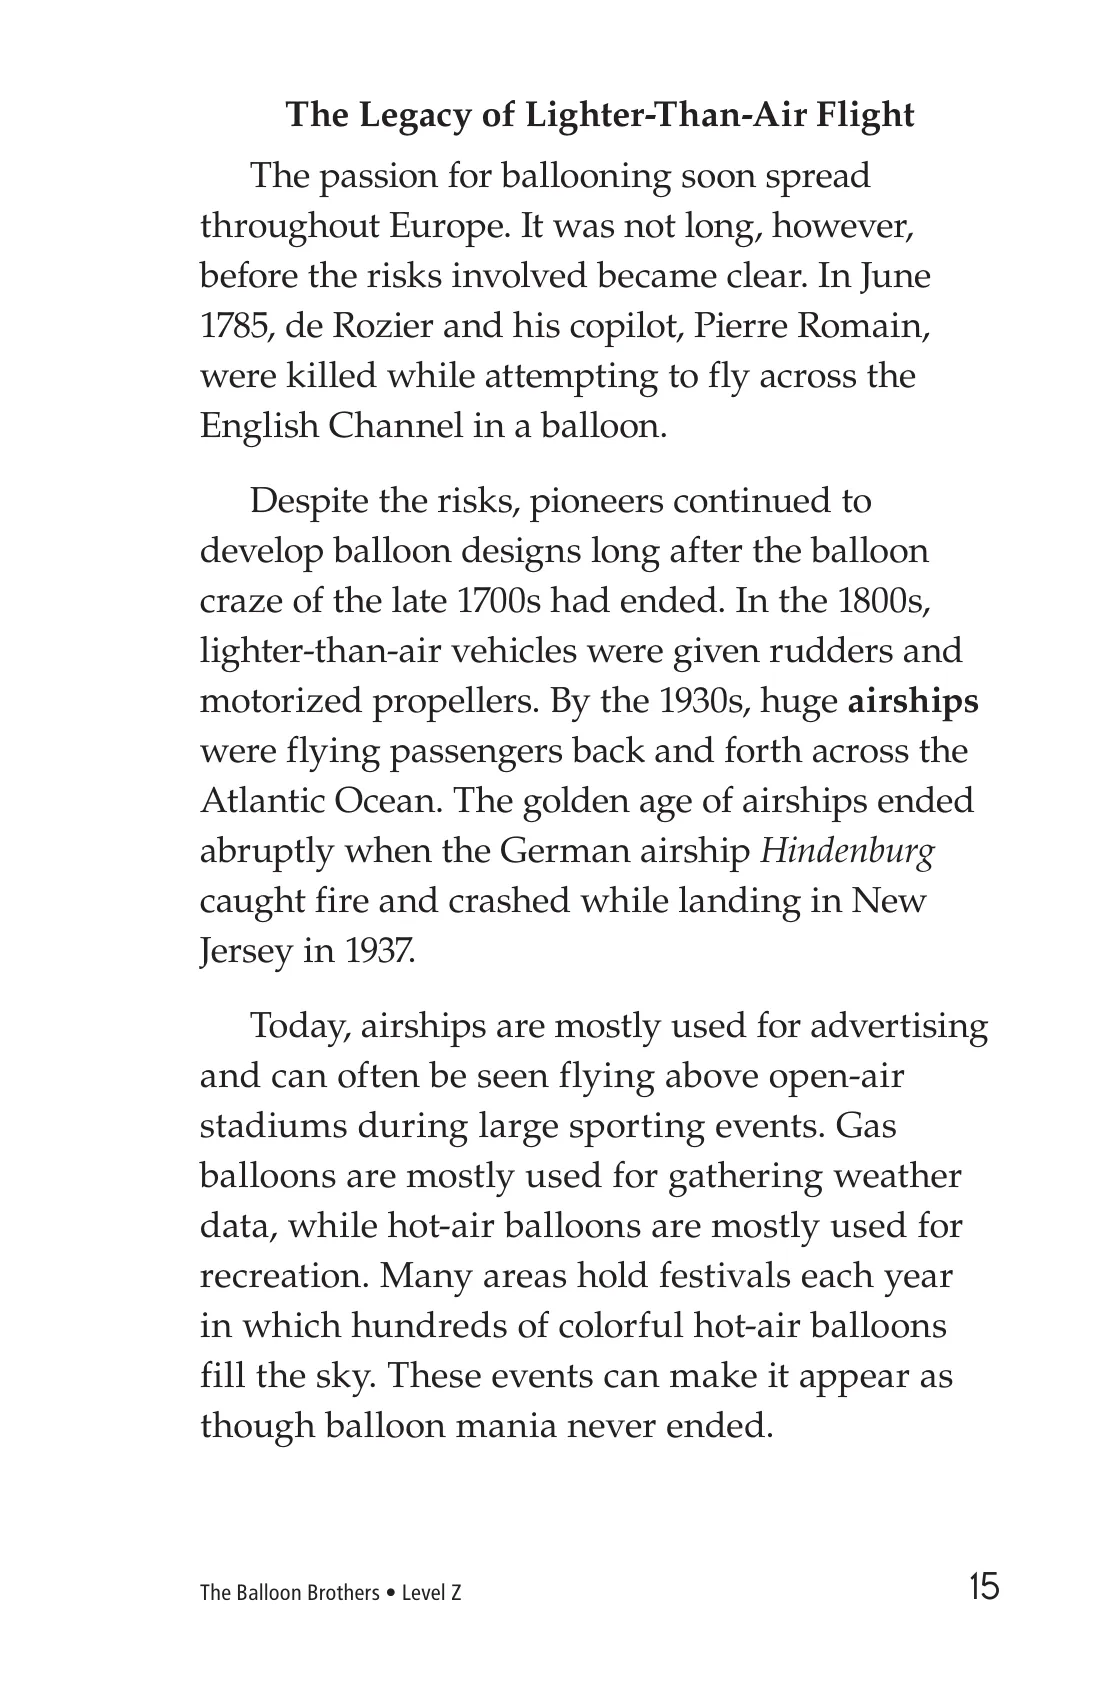 The Legacy of Lighter-Than-Air Flight
The passion for ballooning soon spread
throughout Europe. It was not long, however,
before the risks involved became clear. In June
1785, de Rozier and his copilot, Pierre Romain,
were killed while attempting to fly across the
English Channel in a balloon.
Despite the risks, pioneers continued to
develop balloon designs long after the balloon
craze of the late 1700s had ended. In the 1800s,
lighter-than-air vehicles were given rudders and
motorized propellers. By the 1930s, huge airships
were flying passengers back and forth across the
Atlantic Ocean. The golden age of airships ended
abruptly when the German airship Hindenburg
caught fire and crashed while landing in New
Jersey in 1937.
Today, airships are mostly used for advertising
and can often be seen flying above open-air
stadiums during large sporting events. Gas
balloons are mostly used for gathering weather
data, while hot-air balloons are mostly used for
recreation. Many areas hold festivals each year
in which hundreds of colorful hot-air balloons
fill the sky. These events can make it appear as
though balloon mania never ended.
The Balloon Brothers • Level Z
15